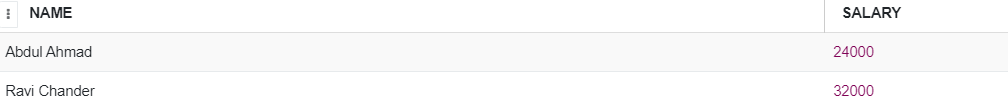 NAME SALARY
Abdul Ahmad 24000
Ravi Chander 32000